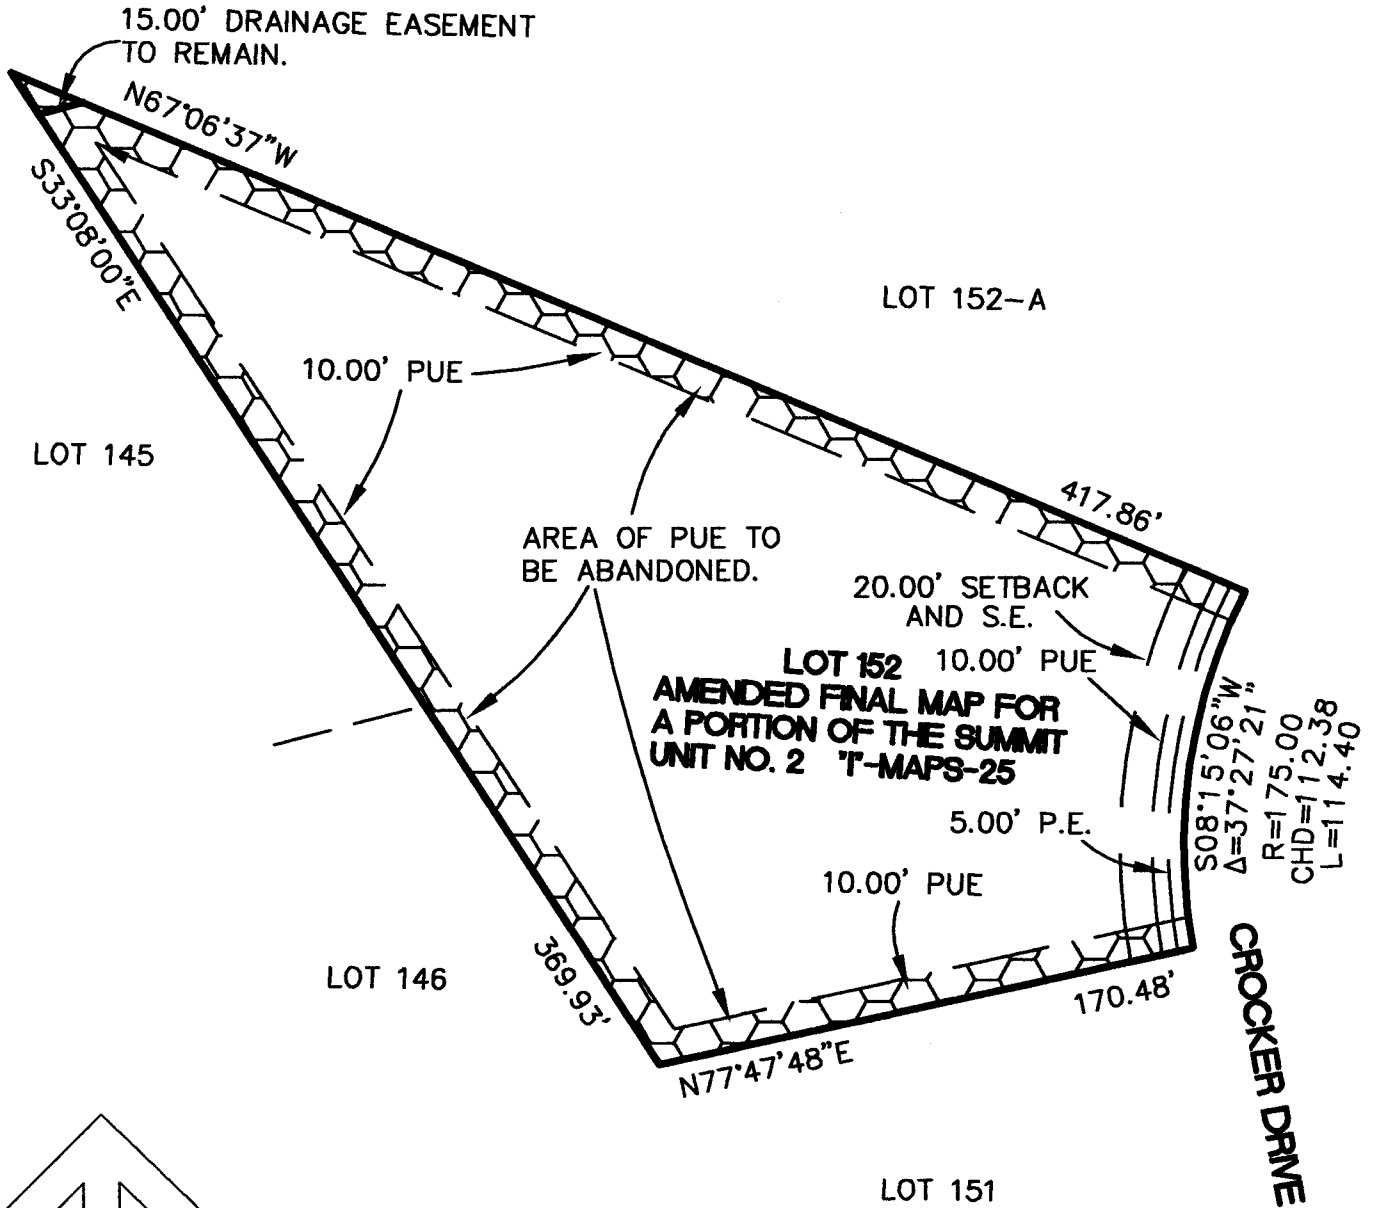 15.00' DRAINAGE EASEMENT
TO REMAIN.
N67°06'37"W
S33°08'00"E
LOT 152-A
10.00' PUE
LOT 145
417.86'
AREA OF PUE TO
BE ABANDONED.
20.00' SETBACK
AND S.E.
LOT 152
10.00' PUE
AMENDED FINAL MAP FOR
A PORTION OF THE SUMMIT
UNIT NO. 2 "I"-MAPS-25
S08°15'06"W
Δ=37°27'21"
R=175.00
CHD=112.38
L=114.40
5.00' P.E.
10.00' PUE
LOT 146
369.93'
170.48'
N77°47'48"E
CROCKER DRIVE
LOT 151